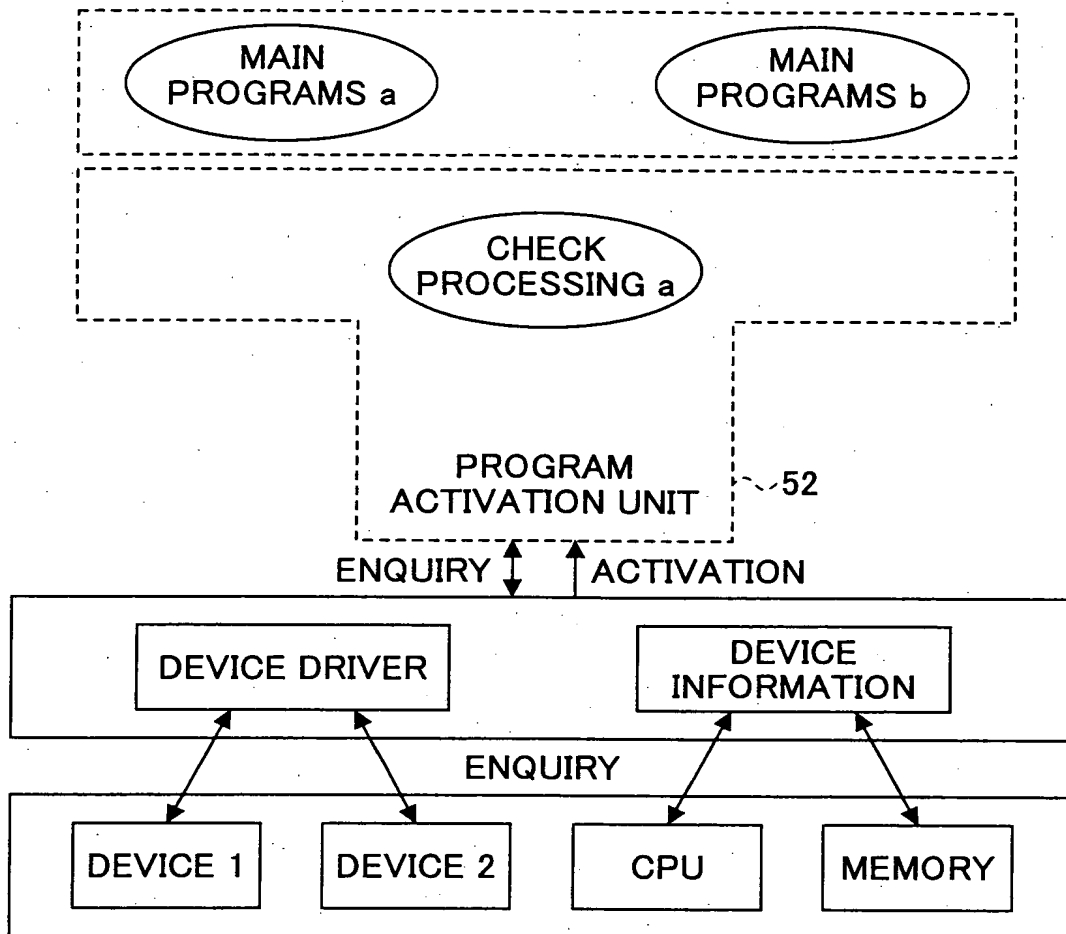 MAIN
PROGRAMS a
MAIN
PROGRAMS b
CHECK
PROCESSING a
PROGRAM
ACTIVATION UNIT
52
ENQUIRY
ACTIVATION
DEVICE DRIVER
DEVICE
INFORMATION
ENQUIRY
DEVICE 1
DEVICE 2
CPU
MEMORY